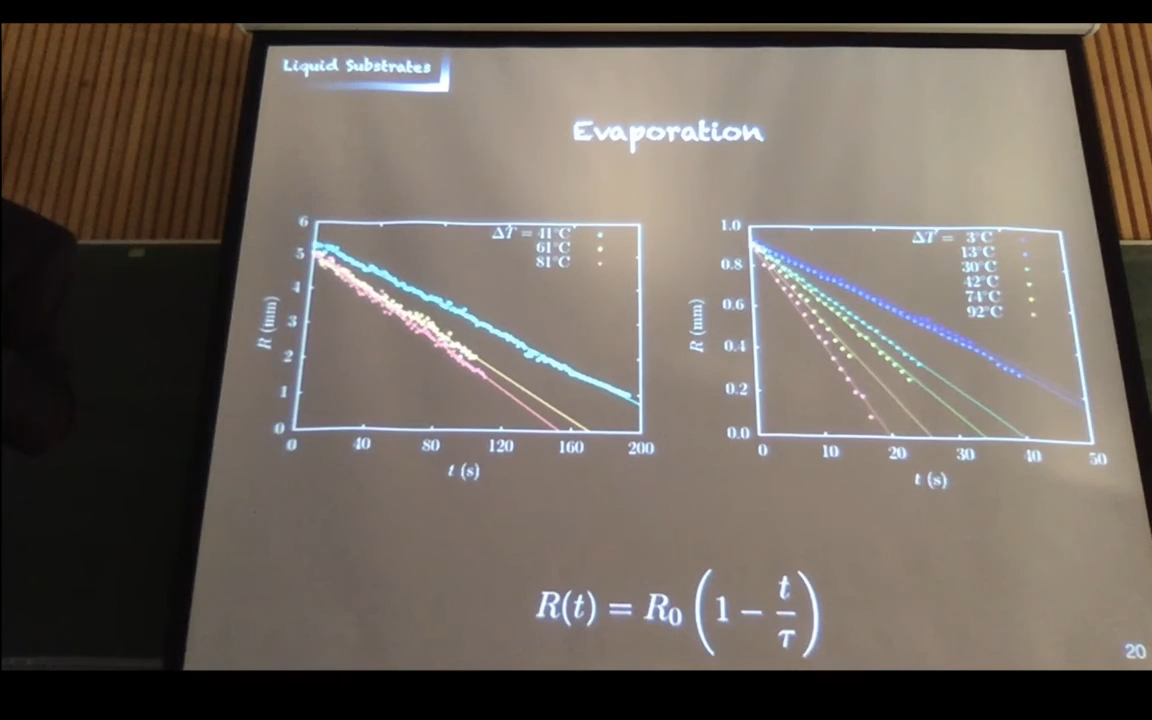 Liquid Substrates
Evaporation
6
5
4
3
2
1
0
R (mm)
ΔT = 41°C
61°C
81°C
0 40 80 120 160 200
t (s)
1.0
0.8
0.6
0.4
0.2
0.0
R (mm)
ΔT = 3°C
13°C
30°C
42°C
74°C
92°C
0 10 20 30 40 50
t (s)
R(t) = R₀ (1 − t/τ)
20